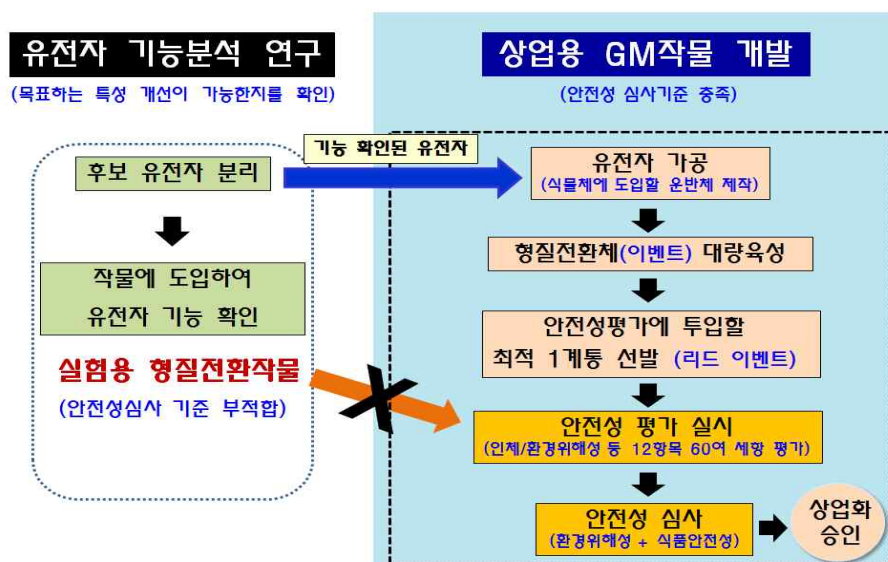 유전자 기능분석 연구
(목표하는 특성 개선이 가능한지를 확인)
후보 유전자 분리
작물에 도입하여
유전자 기능 확인
실험용 형질전환작물
(안전성심사 기준 부적합)
기능 확인된 유전자
상업용 GM작물 개발
(안전성 심사기준 충족)
유전자 가공
(식물체에 도입할 운반체 제작)
형질전환체(이벤트) 대량육성
안전성평가에 투입할
최적 1계통 선발 (리드 이벤트)
안전성 평가 실시
(인체/환경위해성 등 12항목 60여 세항 평가)
안전성 심사
(환경위해성 + 식품안전성)
상업화
승인